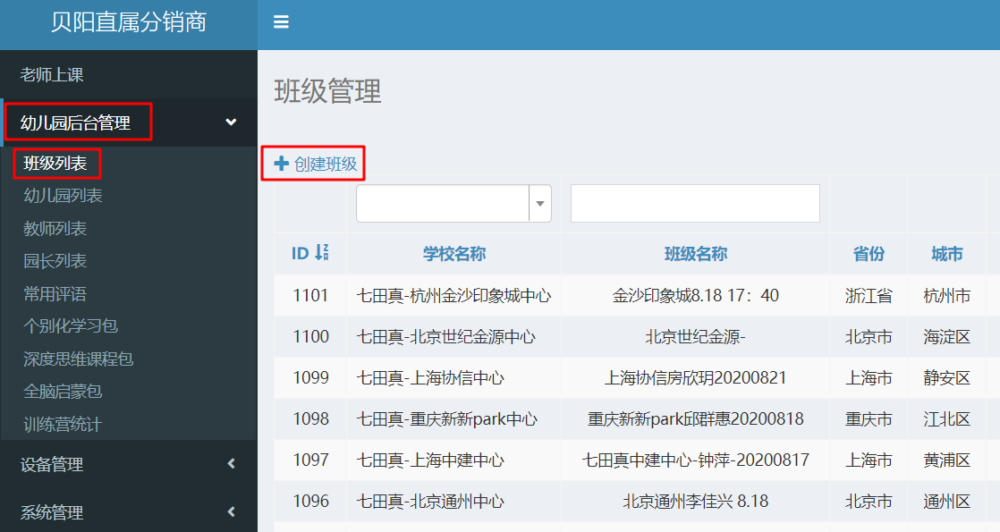 贝阳直属分销商
老师上课
幼儿园后台管理
班级列表
幼儿园列表
教师列表
园长列表
常用评语
个别化学习包
深度思维课程包
全脑启蒙包
训练营统计
设备管理
系统管理
班级管理
创建班级
ID 学校名称 班级名称 省份 城市
1101 七田真-杭州金沙印象城中心 金沙印象城8.18 17：40 浙江省 杭州市
1100 七田真-北京世纪金源中心 北京世纪金源- 北京市 海淀区
1099 七田真-上海协信中心 上海协信房欣玥20200821 上海市 静安区
1098 七田真-重庆新新park中心 重庆新新park邱群惠20200818 重庆市 江北区
1097 七田真-上海中建中心 七田真中建中心-钟萍-20200817 上海市 黄浦区
1096 七田真-北京通州中心 北京通州李佳兴 8.18 北京市 通州区